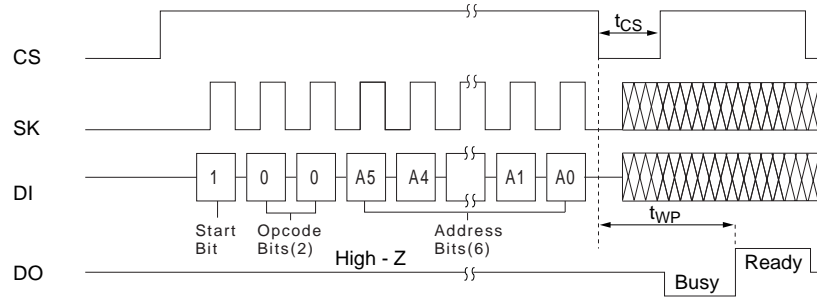 tCS
CS
SK
DI
1 0 0 A5 A4 A1 A0
Start
Bit
Opcode
Bits(2)
Address
Bits(6)
tWP
High - Z
DO
Busy
Ready